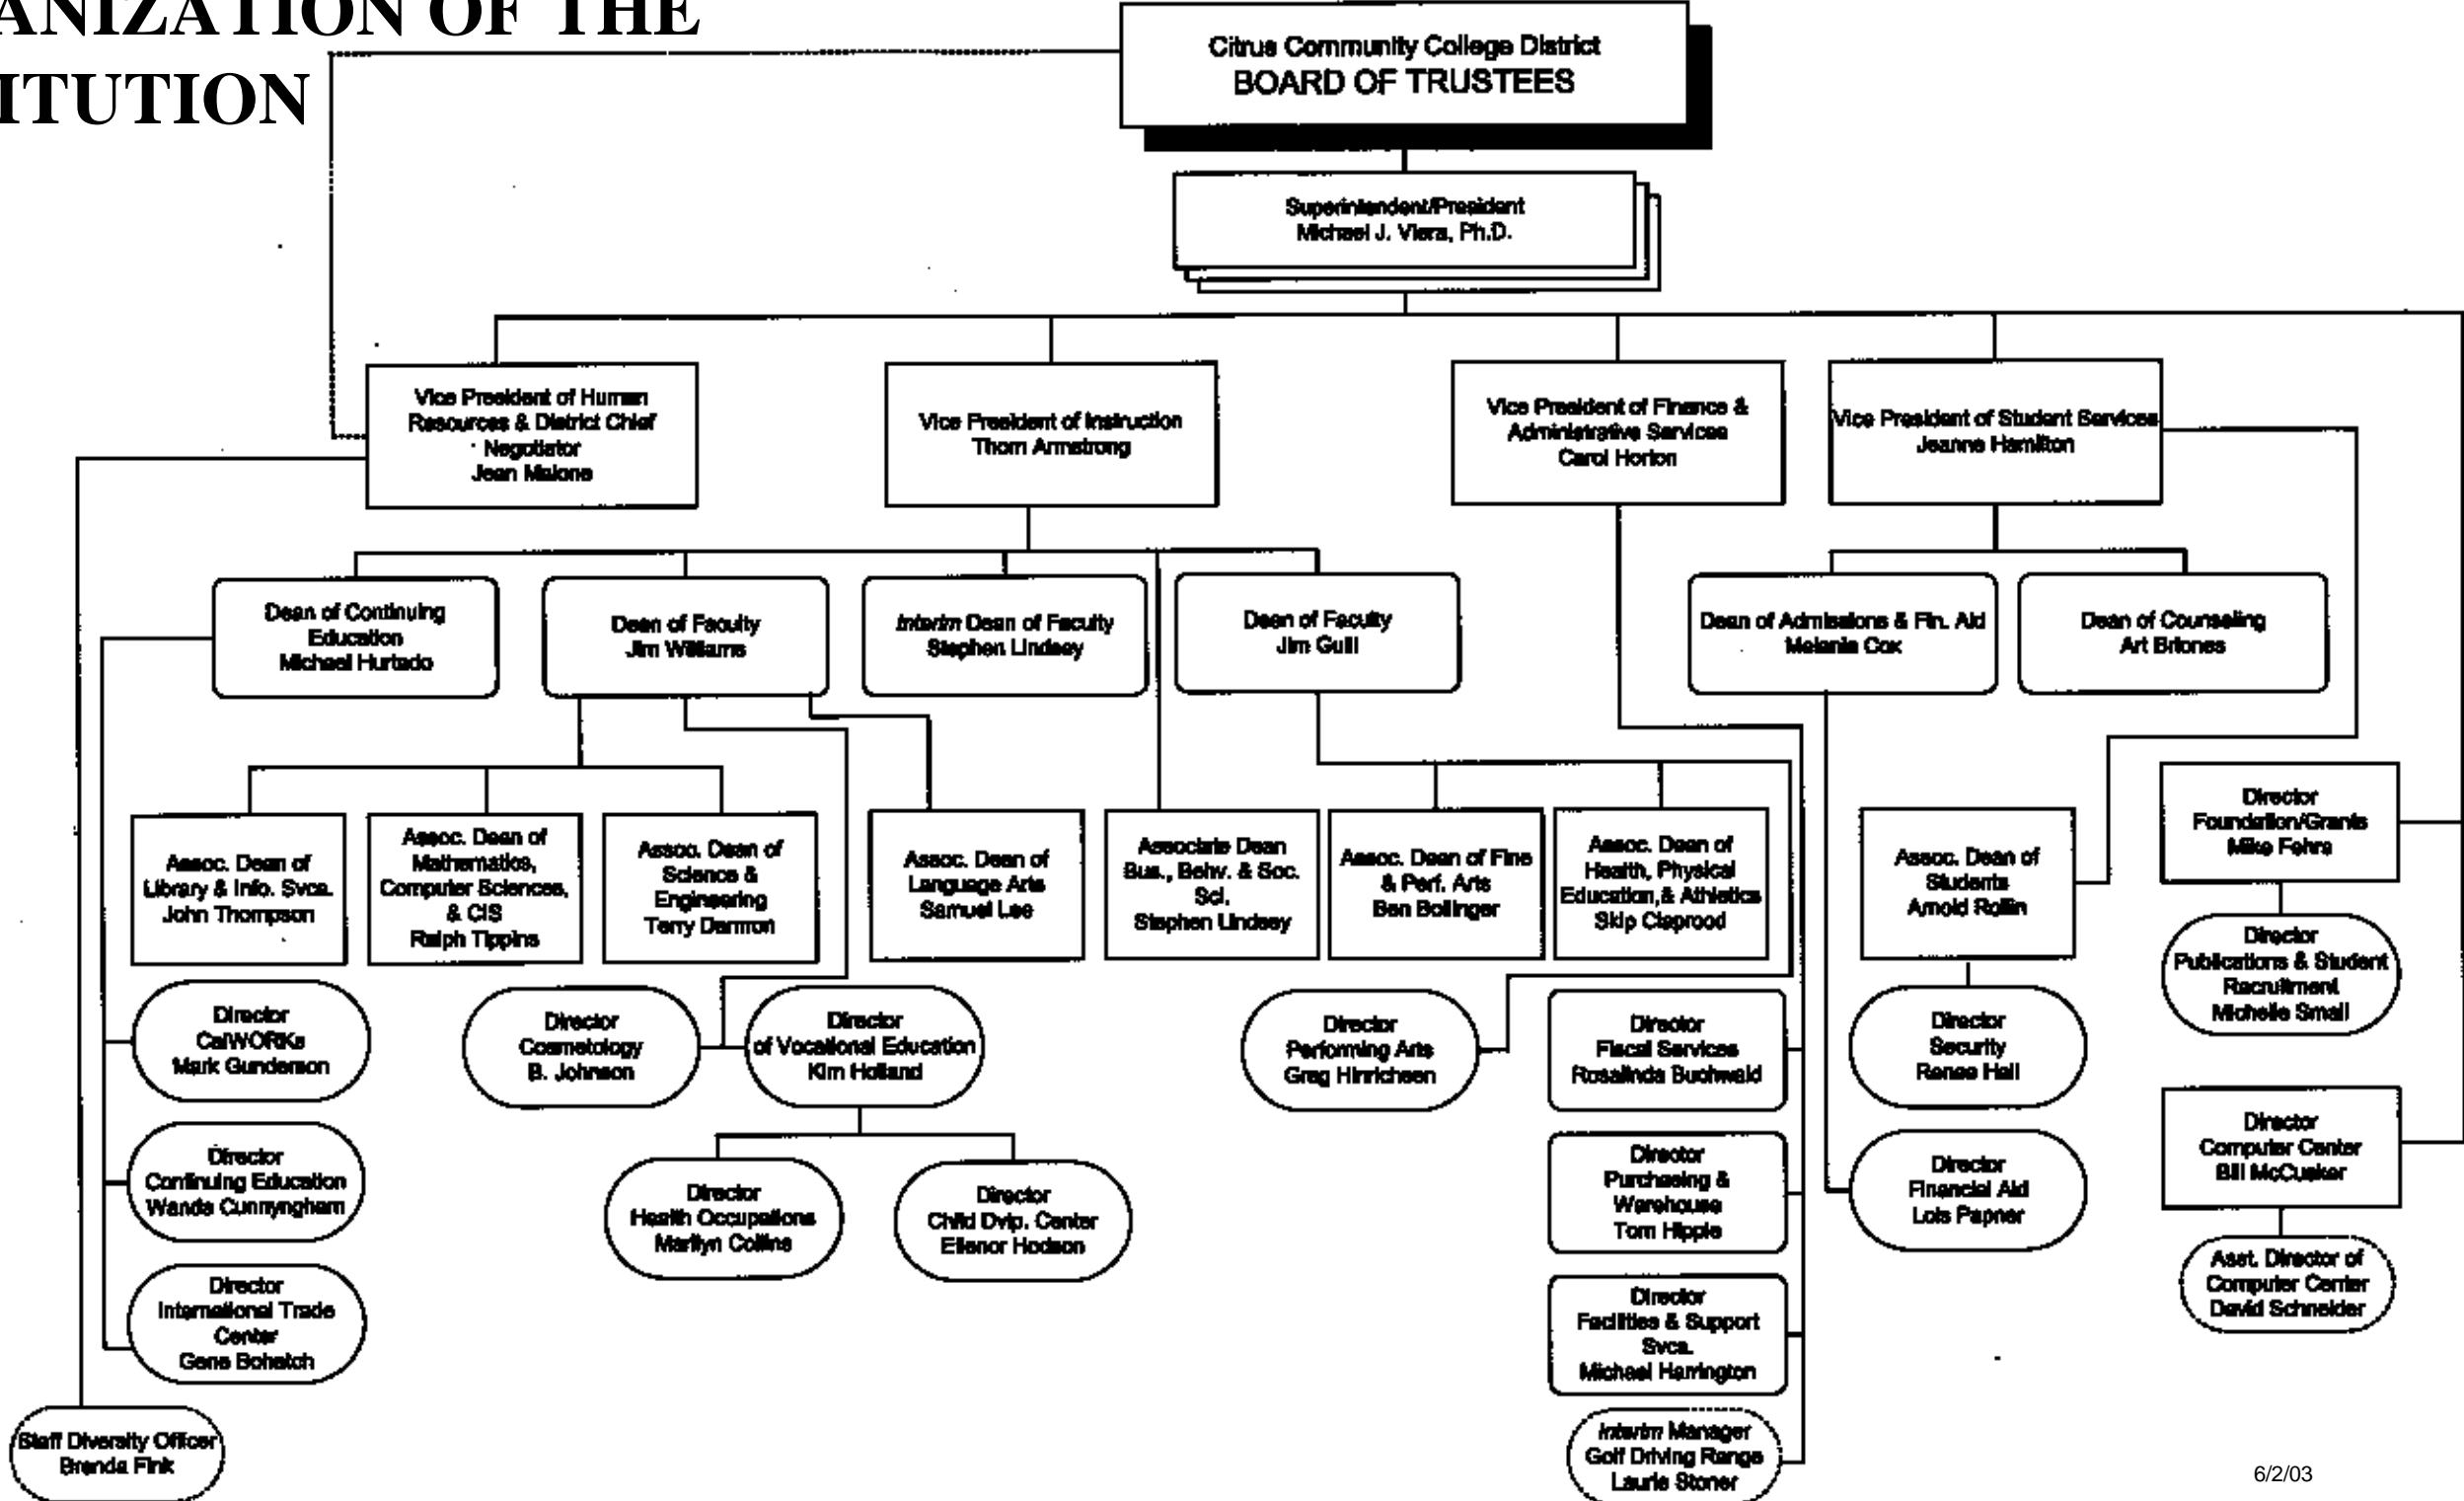 ANIZATION OF THE
ITUTION
Citrus Community College District
BOARD OF TRUSTEES
Superintendent/President
Michael J. Viera, Ph.D.
Vice President of Human
Resources & District Chief
Negotiator
Jean Malone
Vice President of Instruction
Thom Armstrong
Vice President of Finance &
Administrative Services
Carol Horton
Vice President of Student Services
Jeanne Hamilton
Dean of Continuing
Education
Michael Hurtado
Dean of Faculty
Jim Williams
Interim Dean of Faculty
Stephen Lindsey
Dean of Faculty
Jim Guill
Dean of Admissions & Fin. Aid
Melanie Cox
Dean of Counseling
Art Briones
Assoc. Dean of
Library & Info. Svcs.
John Thompson
Assoc. Dean of
Mathematics,
Computer Sciences,
& CIS
Ralph Tippins
Assoc. Dean of
Science &
Engineering
Terry Damron
Assoc. Dean of
Language Arts
Samuel Lee
Associate Dean
Bus., Behv. & Soc.
Sci.
Stephen Lindsey
Assoc. Dean of Fine
& Perf. Arts
Ben Bollinger
Assoc. Dean of
Health, Physical
Education,& Athletics
Skip Claprood
Assoc. Dean of
Students
Arnold Rollin
Director
Foundation/Grants
Mike Fehrs
Director
Publications & Student
Recruitment
Michelle Small
Director
CalWORKs
Mark Gunderson
Director
Cosmetology
B. Johnson
Director
of Vocational Education
Kim Holland
Director
Performing Arts
Greg Hinrichsen
Director
Fiscal Services
Rosalinda Buchwald
Director
Security
Renee Hall
Director
Continuing Education
Wanda Cunnyngham
Director
Health Occupations
Marilyn Collins
Director
Child Dvlp. Center
Ellenor Hodson
Director
Purchasing &
Warehouse
Tom Hipple
Director
Financial Aid
Lois Papner
Director
Computer Center
Bill McCusker
Director
International Trade
Center
Gene Bohatch
Director
Facilities & Support
Svcs.
Michael Harrington
Asst. Director of
Computer Center
David Schneider
Staff Diversity Officer
Brenda Fink
Interim Manager
Golf Driving Range
Laurie Stoner
6/2/03